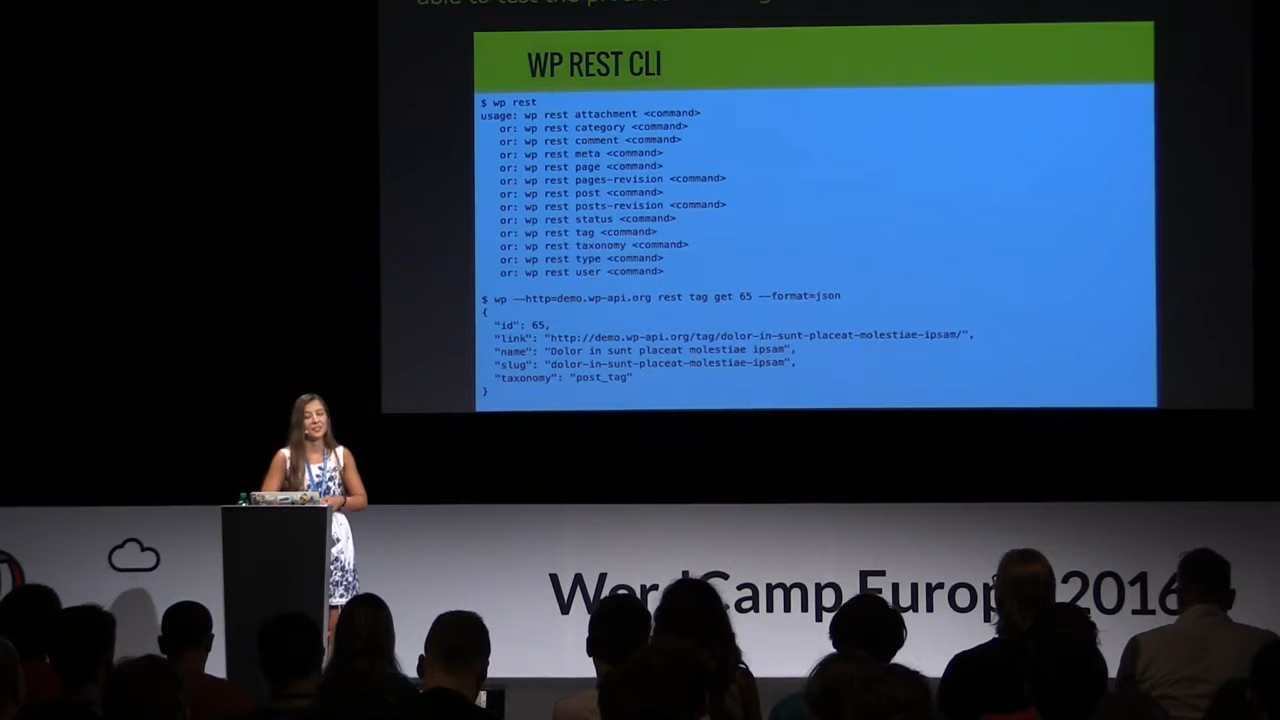 able to test the
WP REST CLI
$ wp rest
usage: wp rest attachment <command>
or: wp rest category <command>
or: wp rest comment <command>
or: wp rest meta <command>
or: wp rest page <command>
or: wp rest pages-revision <command>
or: wp rest post <command>
or: wp rest posts-revision <command>
or: wp rest status <command>
or: wp rest tag <command>
or: wp rest taxonomy <command>
or: wp rest type <command>
or: wp rest user <command>
$ wp --http=demo.wp-api.org rest tag get 65 --format=json
{
"id": 65,
"link": "http://demo.wp-api.org/tag/dolor-in-sunt-placeat-molestiae-ipsam/",
"name": "Dolor in sunt placeat molestiae ipsam",
"slug": "dolor-in-sunt-placeat-molestiae-ipsam",
"taxonomy": "post_tag"
}
WordCamp Europe 2016